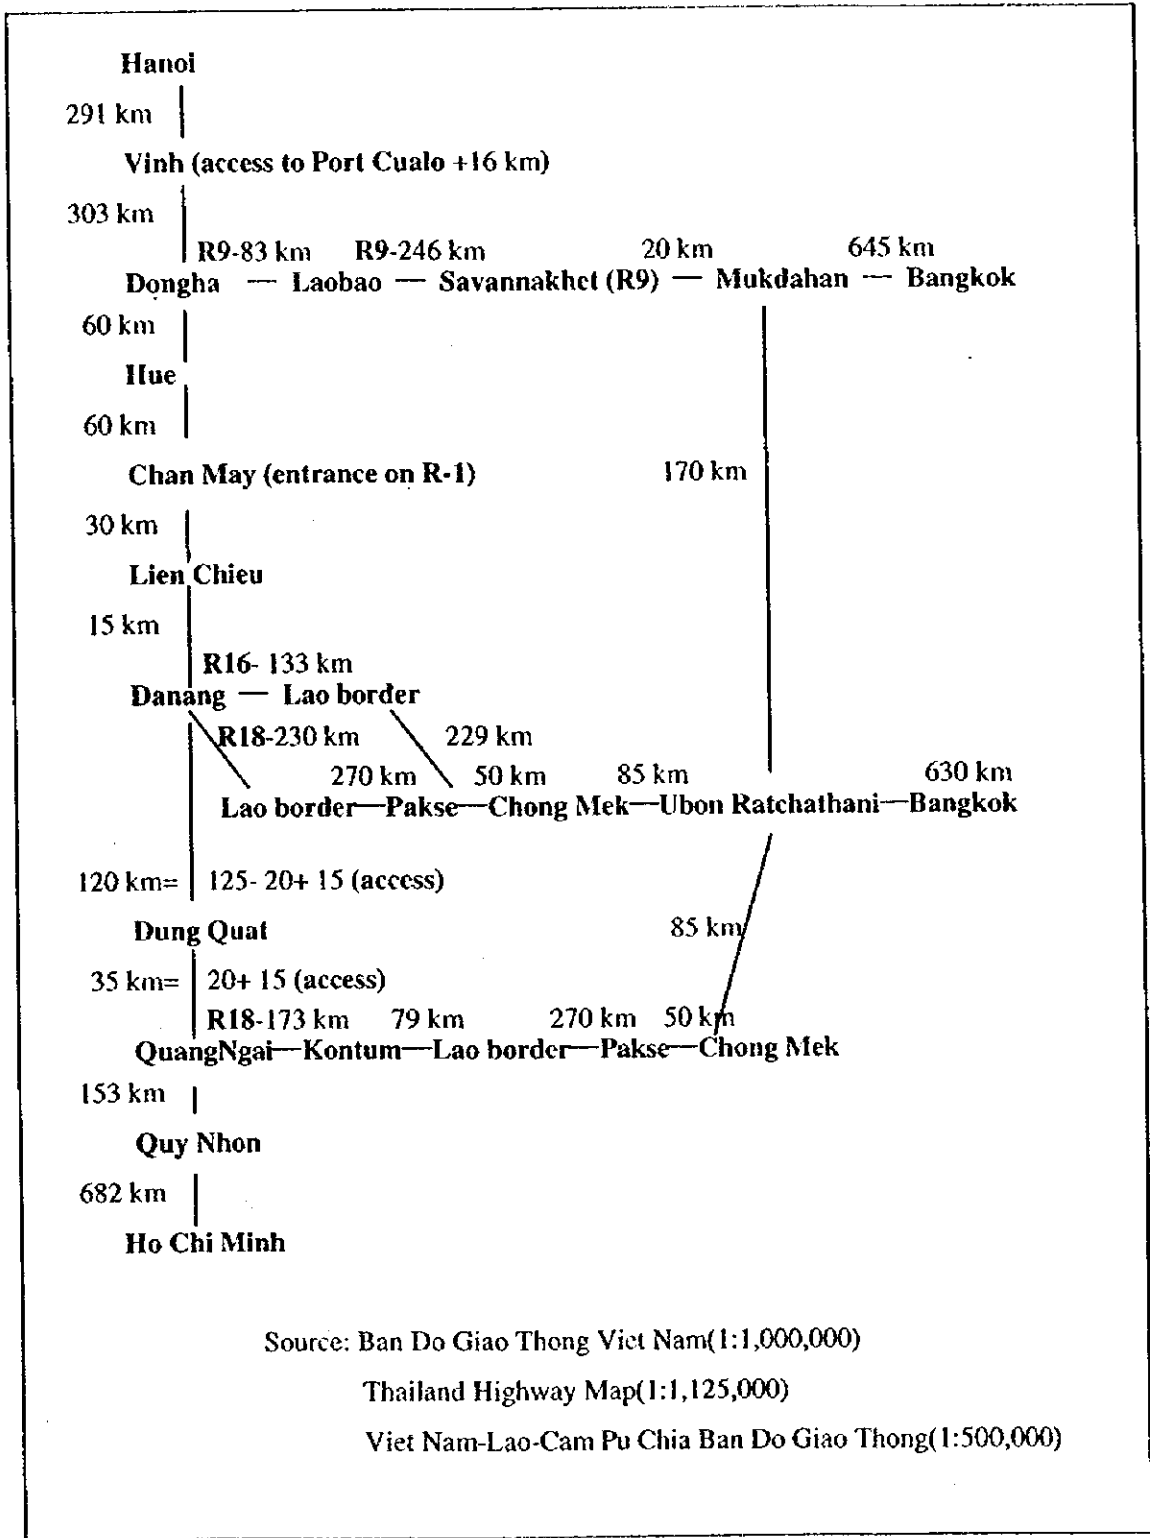 Hanoi
291 km
Vinh (access to Port Cualo +16 km)
303 km
R9-83 km R9-246 km 20 km 645 km
Dongha — Laobao — Savannakhet (R9) — Mukdahan — Bangkok
60 km
Hue
60 km
Chan May (entrance on R-1)
170 km
30 km
Lien Chieu
15 km
R16- 133 km
Danang — Lao border
R18-230 km 229 km
270 km 50 km 85 km 630 km
Lao border—Pakse—Chong Mek—Ubon Ratchathani—Bangkok
120 km= 125- 20+ 15 (access)
Dung Quat
85 km
35 km= 20+ 15 (access)
R18-173 km 79 km 270 km 50 km
QuangNgai—Kontum—Lao border—Pakse—Chong Mek
153 km
Quy Nhon
682 km
Ho Chi Minh
Source: Ban Do Giao Thong Viet Nam(1:1,000,000)
Thailand Highway Map(1:1,125,000)
Viet Nam-Lao-Cam Pu Chia Ban Do Giao Thong(1:500,000)